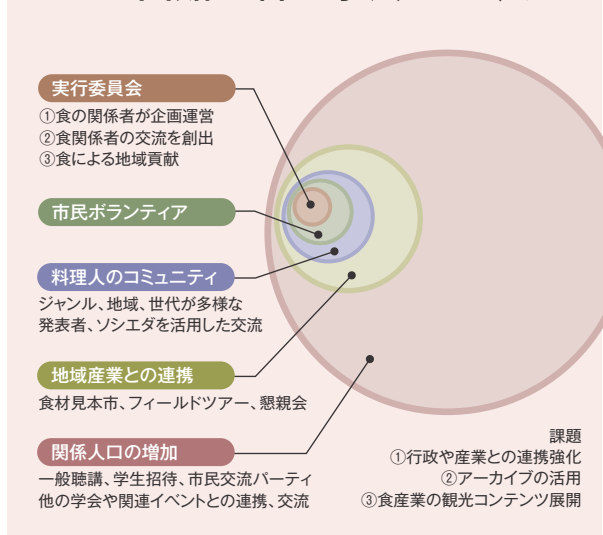 実行委員会
①食の関係者が企画運営
②食関係者の交流を創出
③食による地域貢献
市民ボランティア
料理人のコミュニティ
ジャンル、地域、世代が多様な
発表者、ソシエダを活用した交流
地域産業との連携
食材見本市、フィールドツアー、懇親会
関係人口の増加
一般聴講、学生招待、市民交流パーティ
他の学会や関連イベントとの連携、交流
課題
①行政や産業との連携強化
②アーカイブの活用
③食産業の観光コンテンツ展開